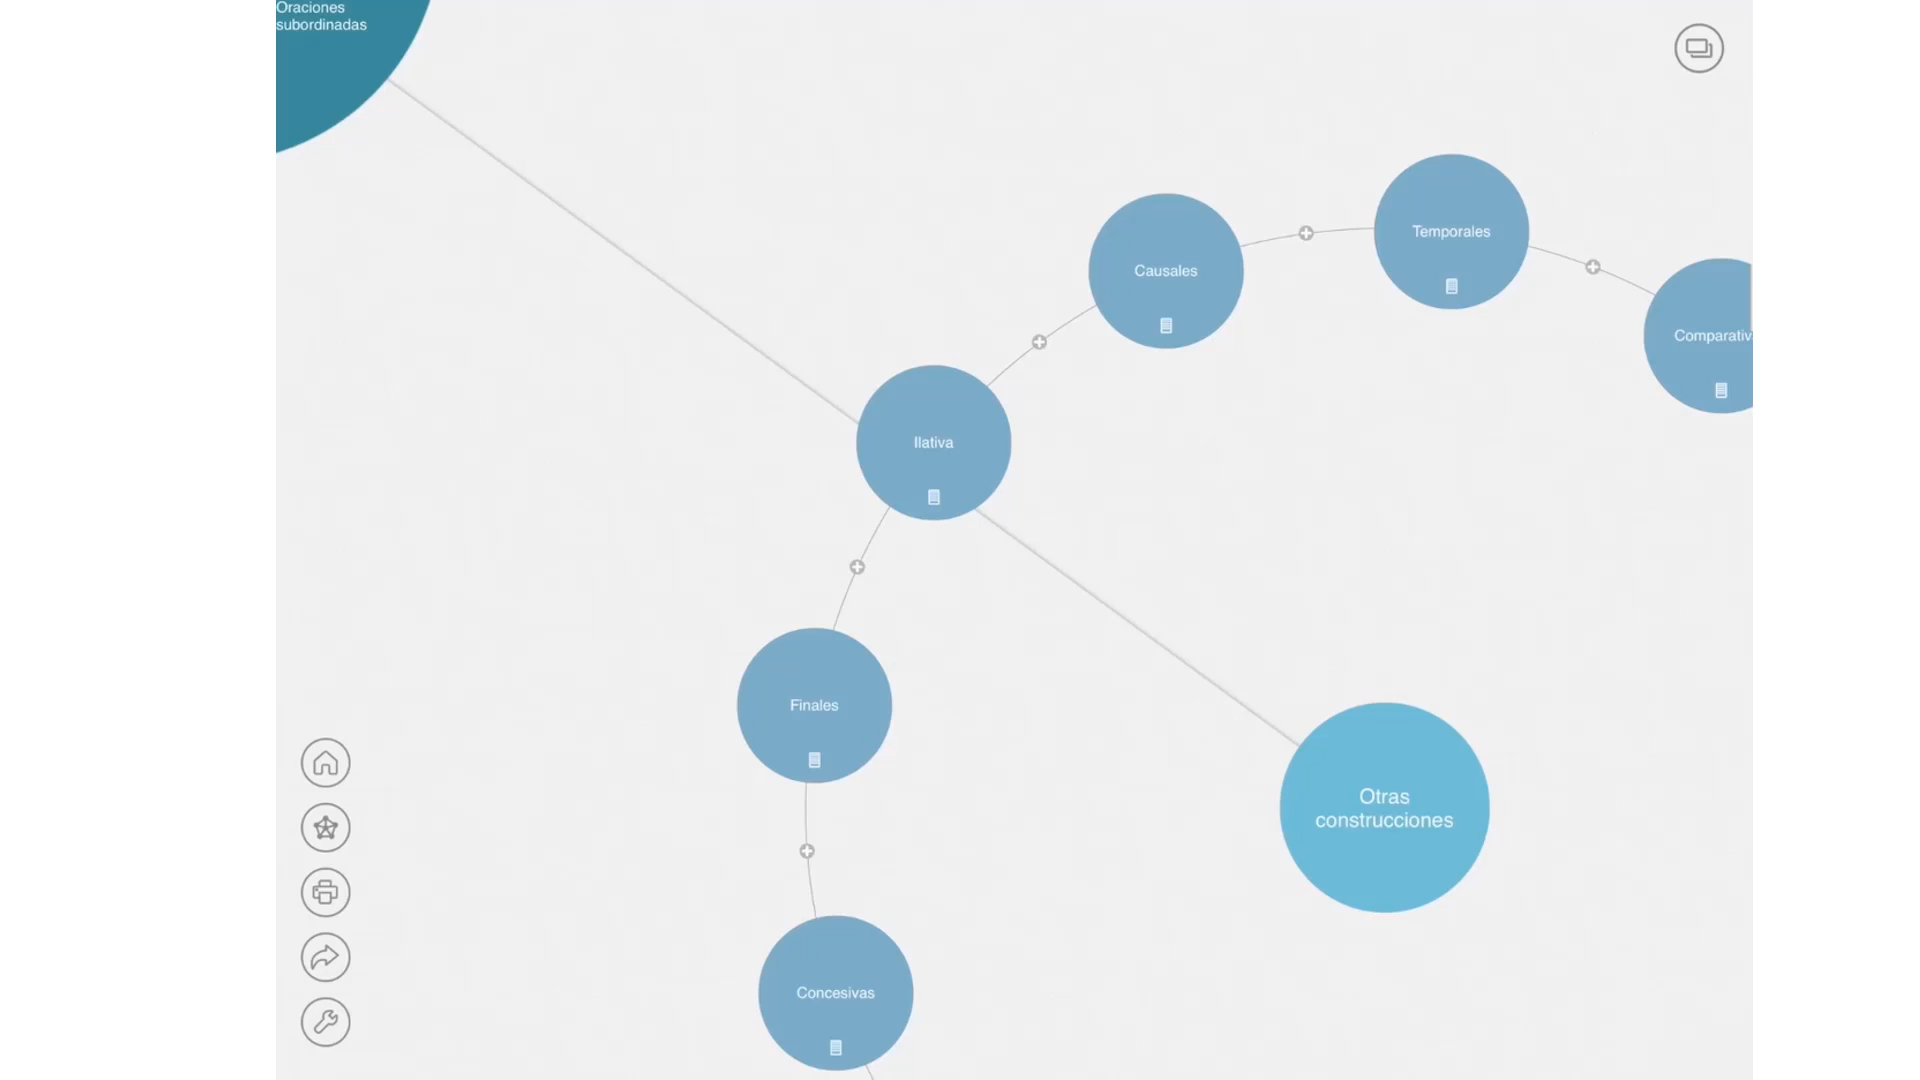 Oraciones
subordinadas
Temporales
Causales
Ilativa
Finales
Otras
construcciones
Concesivas